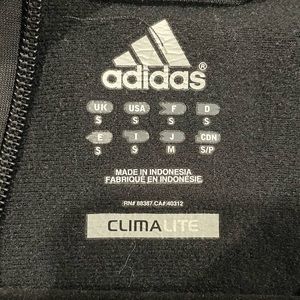 adidas
UK USA F D
S S S S
E I J CDN
S S M S/P
MADE IN INDONESIA
FABRIQUÉ EN INDONÉSIE
RN# 88387 CA# 40312
CLIMALITE